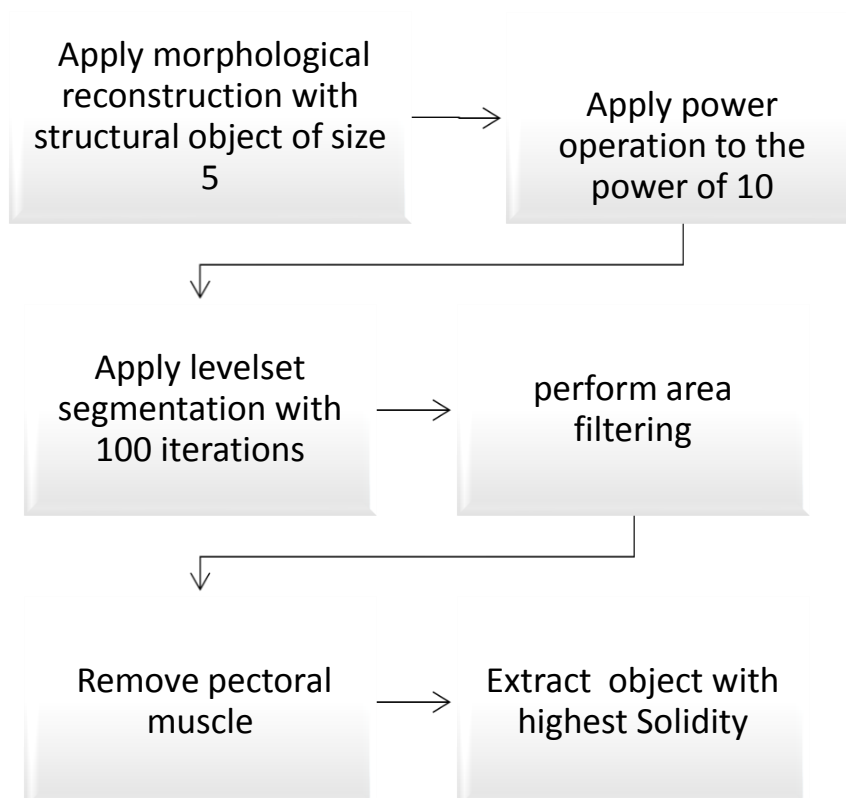 Apply morphological
reconstruction with
structural object of size
5
Apply power
operation to the
power of 10
Apply levelset
segmentation with
100 iterations
perform area
filtering
Remove pectoral
muscle
Extract object with
highest Solidity